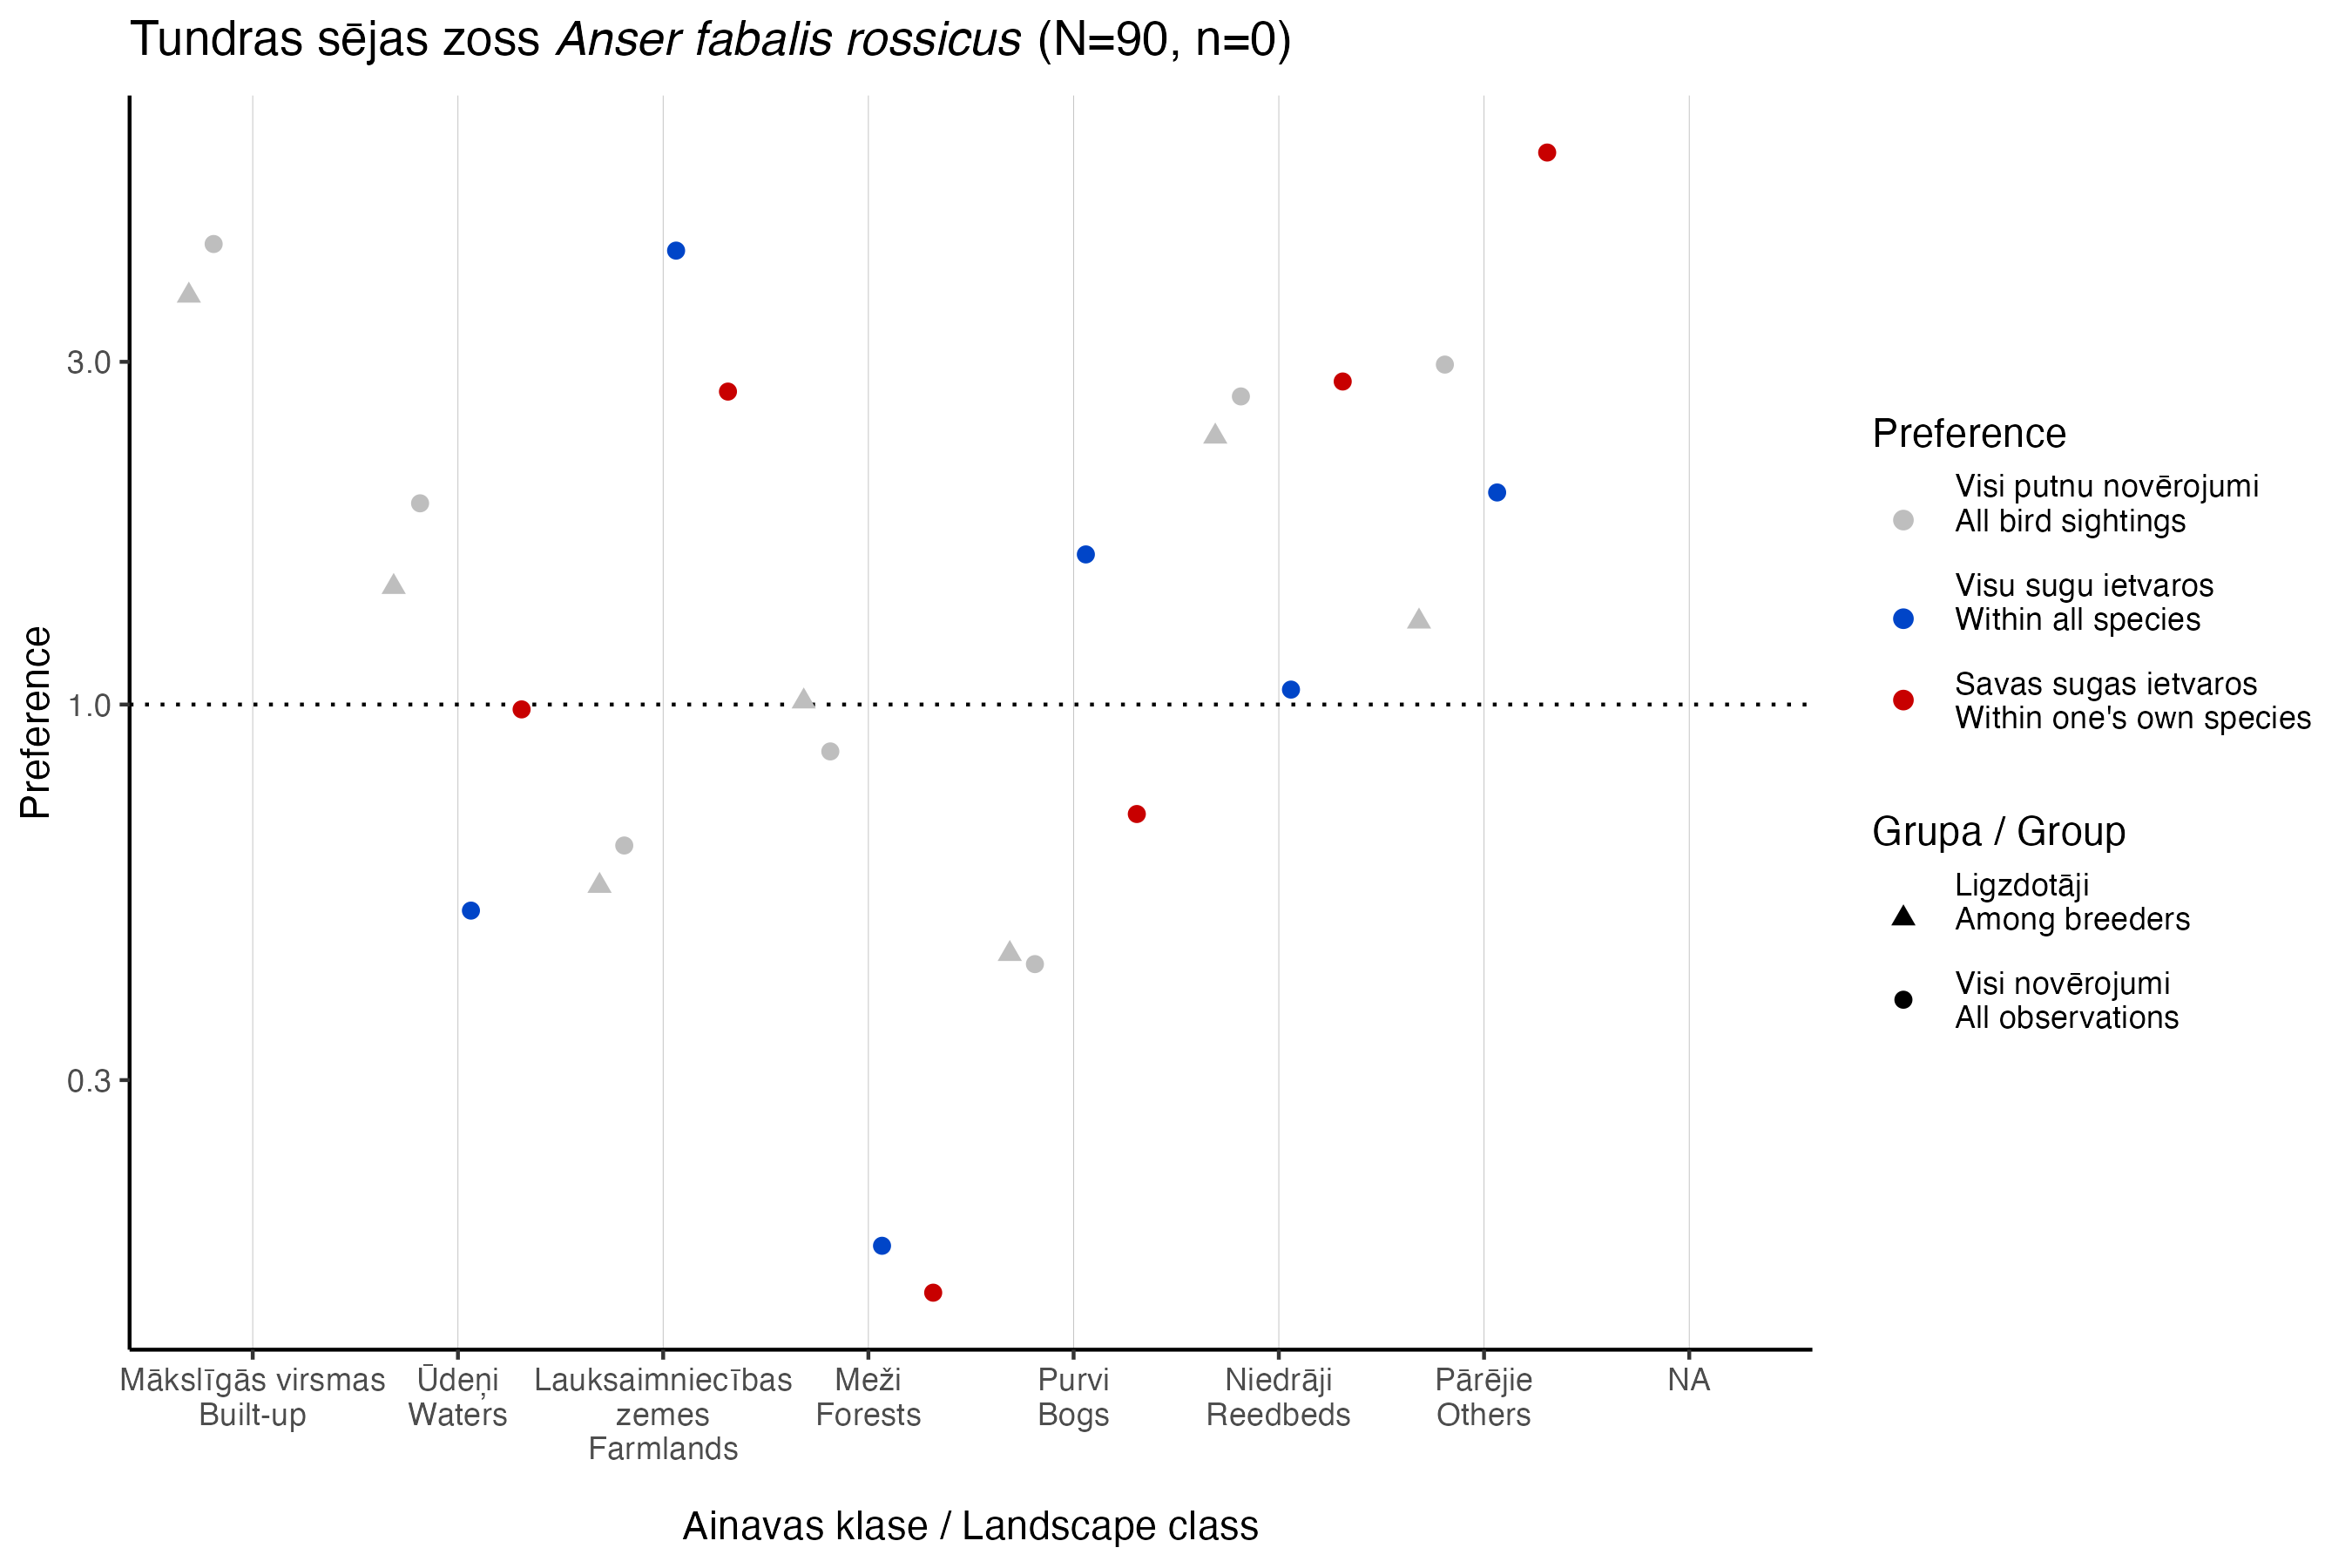 Tundras sējas zoss Anser fabalis rossicus (N=90, n=0)
Preference
3.0
1.0
0.3
Mākslīgās virsmas
Built-up
Ūdeņi
Waters
Lauksaimniecības
zemes
Farmlands
Meži
Forests
Purvi
Bogs
Niedrāji
Reedbeds
Pārējie
Others
NA
Ainavas klase / Landscape class
Preference
Visi putnu novērojumi
All bird sightings
Visu sugu ietvaros
Within all species
Savas sugas ietvaros
Within one's own species
Grupa / Group
Ligzdotāji
Among breeders
Visi novērojumi
All observations